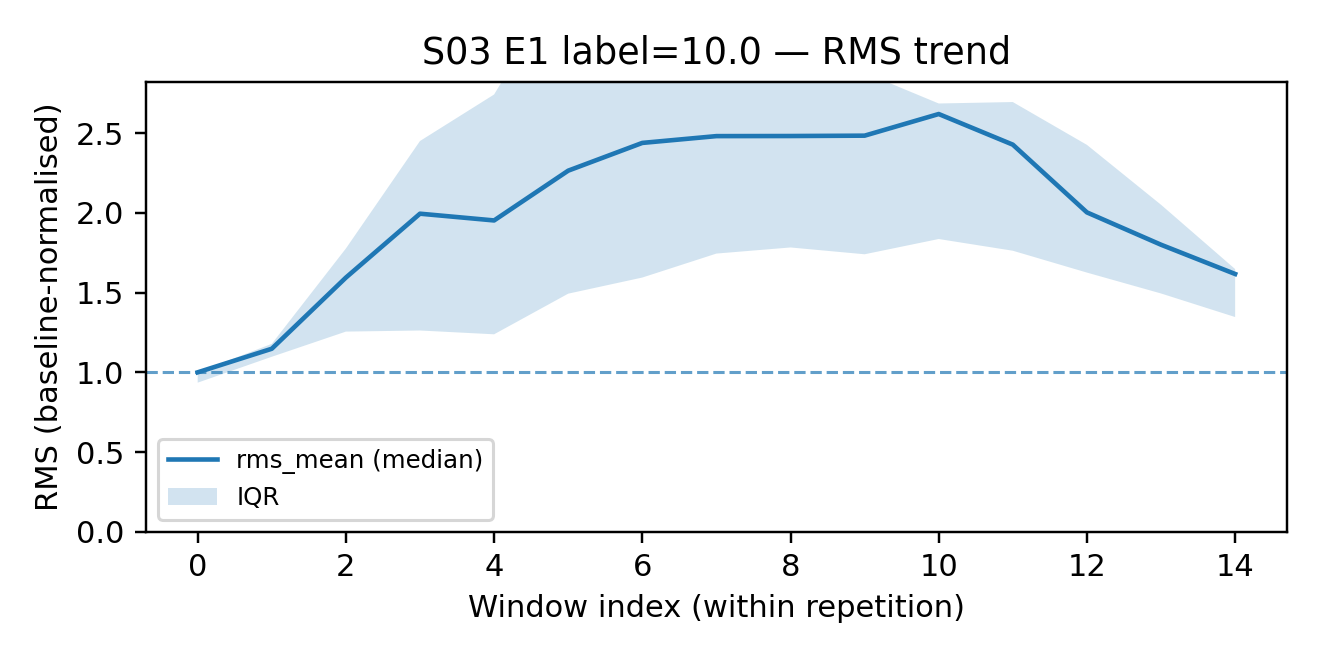 S03 E1 label=10.0 — RMS trend
RMS (baseline-normalised)
2.5
2.0
1.5
1.0
0.5
0.0
rms_mean (median)
IQR
0 2 4 6 8 10 12 14
Window index (within repetition)